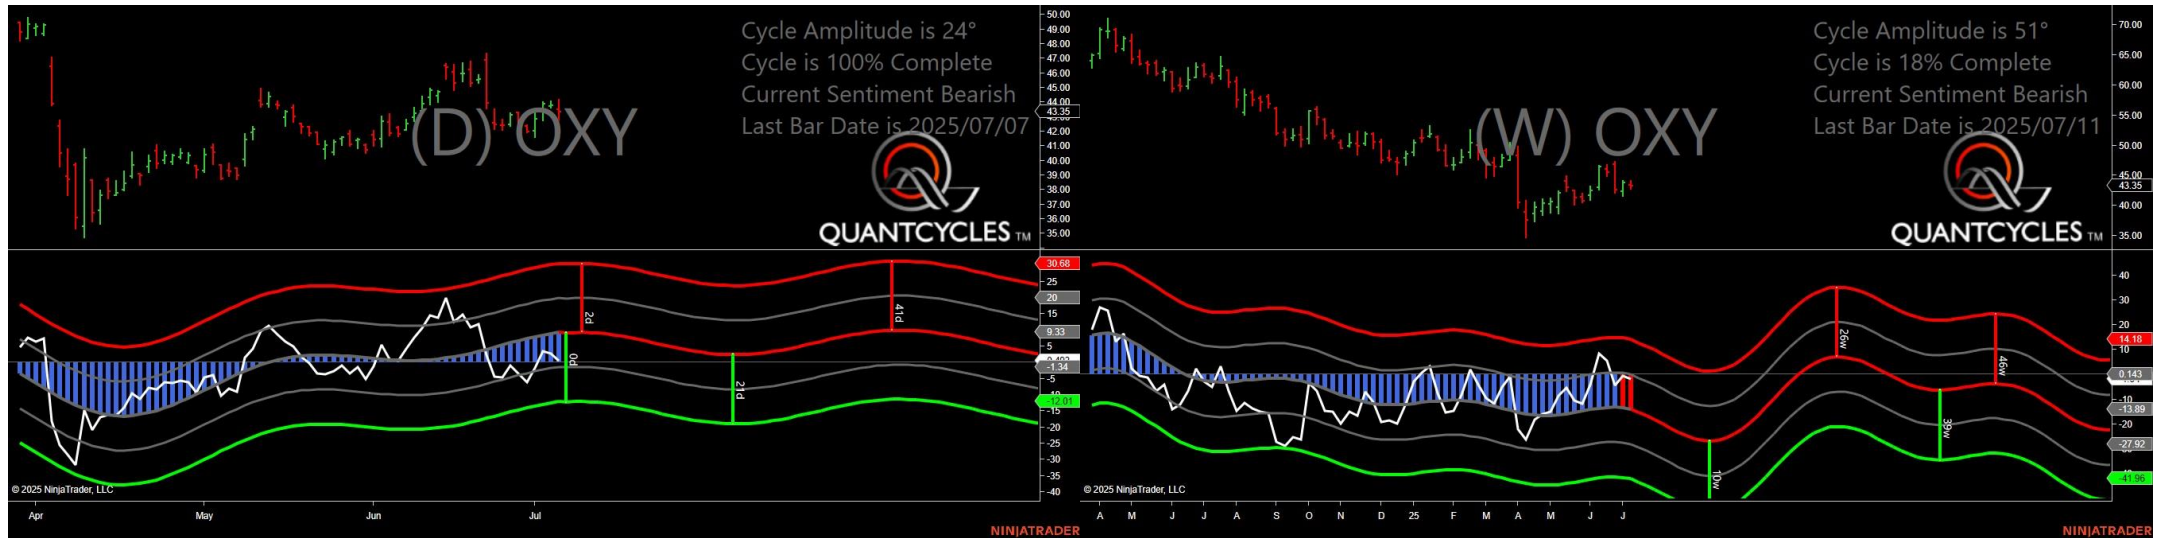 Cycle Amplitude is 24°
Cycle is 100% Complete
Current Sentiment Bearish
Last Bar Date is 2025/07/07
(D) OXY
QUANTCYCLES TM
50.00
49.00
48.00
47.00
46.00
45.00
44.00
43.35
42.00
41.00
40.00
39.00
38.00
37.00
36.00
35.00
30.68
25
20
15
9.33
5
-1.34
-5
-12.01
-15
-20
-25
-30
-35
-40
2d
41d
0d
21d
© 2025 NinjaTrader, LLC
Apr May Jun Jul
NINJATRADER
Cycle Amplitude is 51°
Cycle is 18% Complete
Current Sentiment Bearish
Last Bar Date is 2025/07/11
(W) OXY
QUANTCYCLES TM
70.00
65.00
60.00
55.00
50.00
45.00
43.35
40.00
35.00
40
30
20
14.18
10
0.143
-10
-13.89
-20
-27.92
-41.96
26w
46w
39w
10w
© 2025 NinjaTrader, LLC
A M J J A S O N D 25 F M A M J J
NINJATRADER